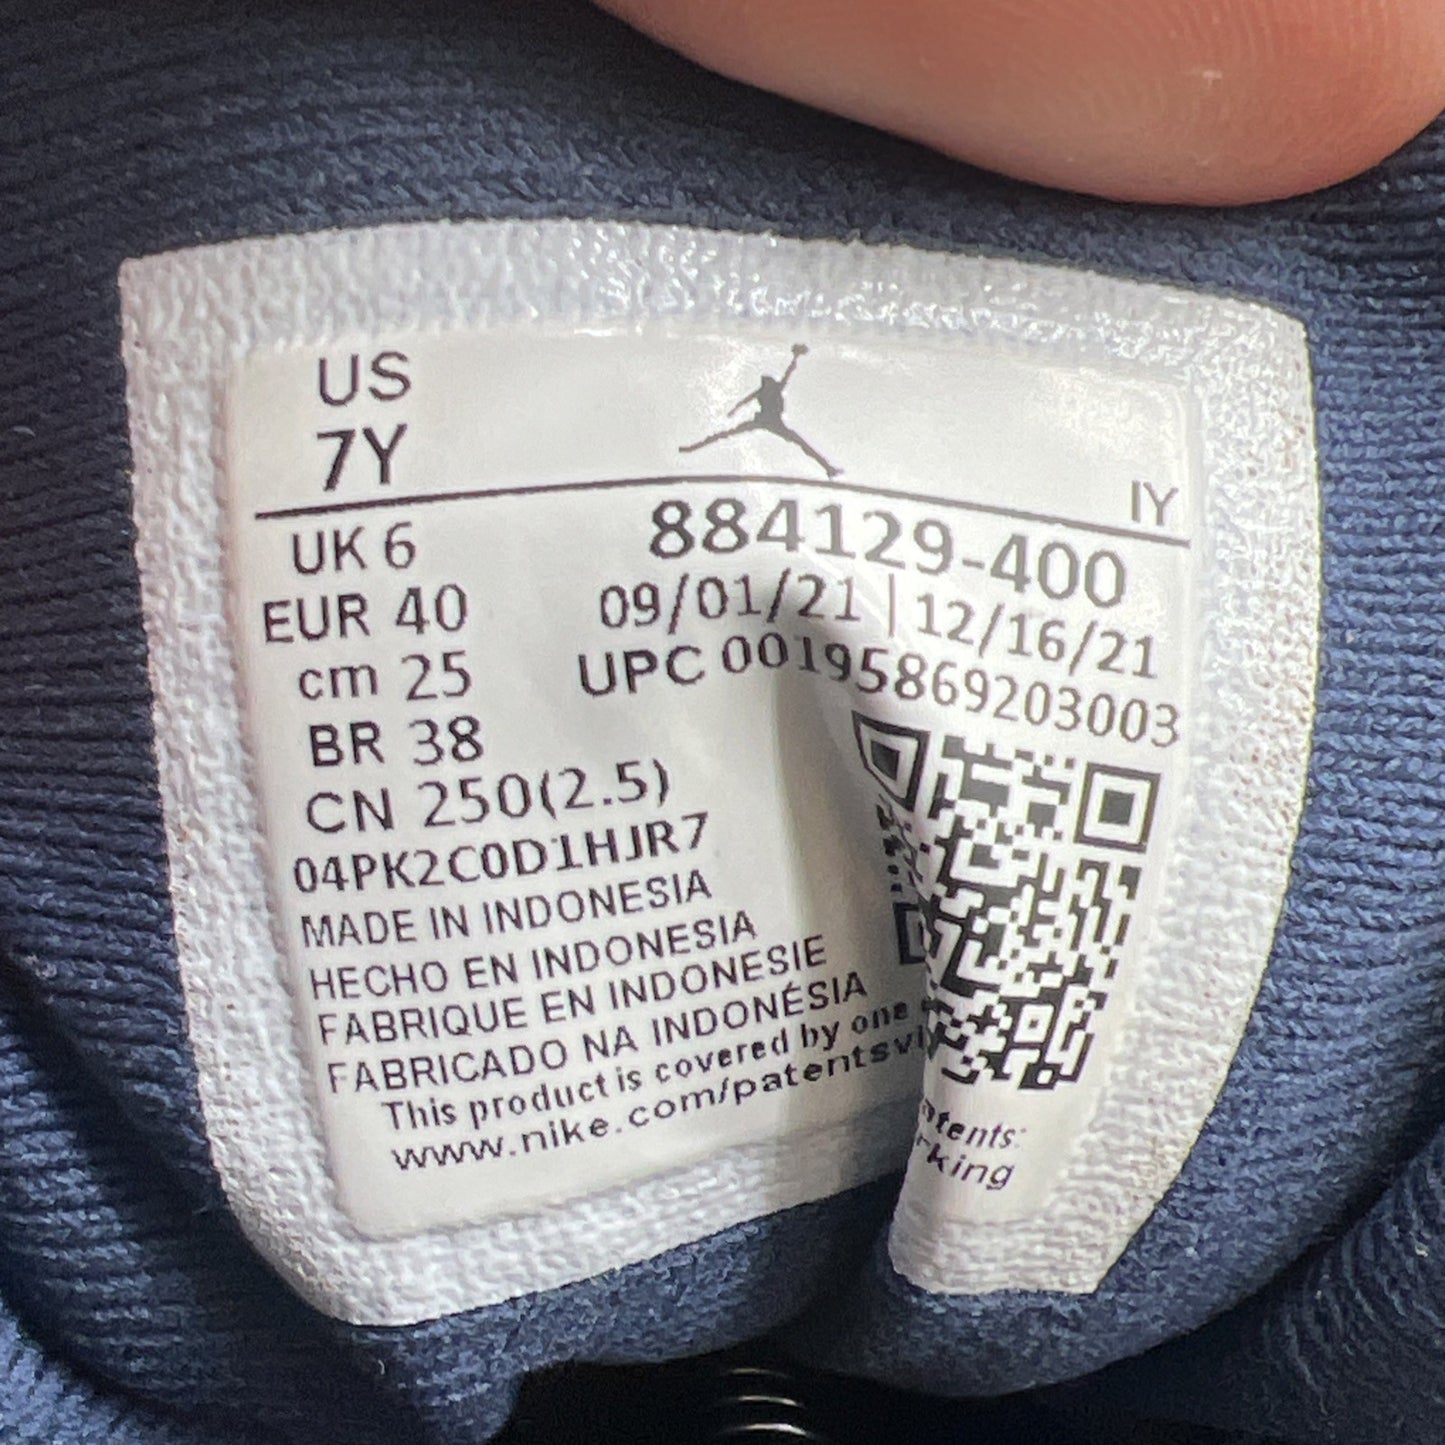 US
7Y
IY
UK 6
EUR 40
cm 25
BR 38
CN 250(2.5)
884129-400
09/01/21 | 12/16/21
UPC 00195869203003
04PK2C0D1HJR7
MADE IN INDONESIA
HECHO EN INDONESIA
FABRIQUE EN INDONESIE
FABRICADO NA INDONÉSIA
This product is covered by one
www.nike.com/patents